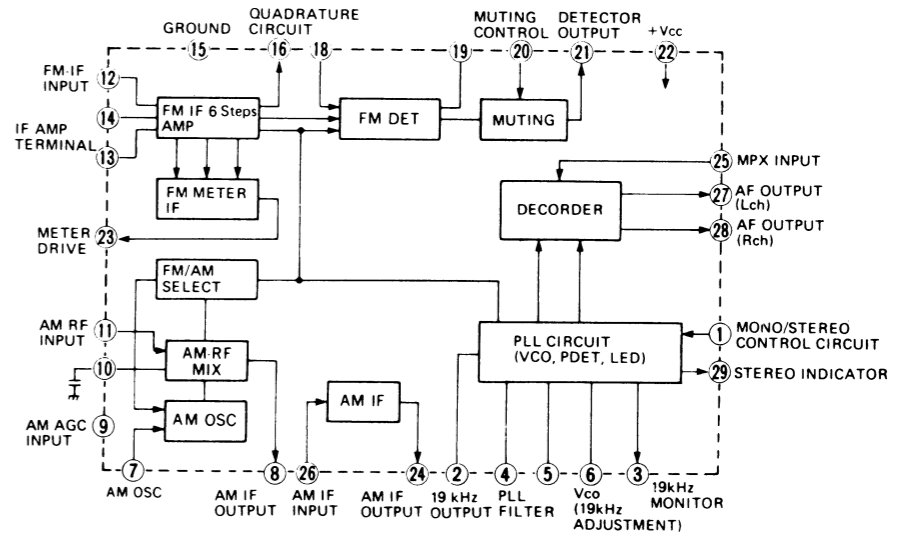 GROUND
15
QUADRATURE
CIRCUIT
16
18
19
MUTING
CONTROL
20
DETECTOR
OUTPUT
21
+Vcc
22
FM-IF
INPUT
12
14
IF AMP
TERMINAL
13
FM IF 6 Steps
AMP
FM DET
MUTING
25
MPX INPUT
FM METER
IF
DECORDER
27
AF OUTPUT
(Lch)
28
AF OUTPUT
(Rch)
METER
DRIVE
23
FM/AM
SELECT
AM RF
INPUT
11
10
AM-RF
MIX
PLL CIRCUIT
(VCO, PDET, LED)
1
MONO/STEREO
CONTROL CIRCUIT
29
STEREO INDICATOR
AM IF
AM OSC
AM AGC
INPUT
9
7
AM OSC
8
AM IF
OUTPUT
26
AM IF
INPUT
24
AM IF
OUTPUT
2
19 kHz
OUTPUT
4
PLL
FILTER
5
6
Vco
(19kHz
ADJUSTMENT)
3
19kHz
MONITOR